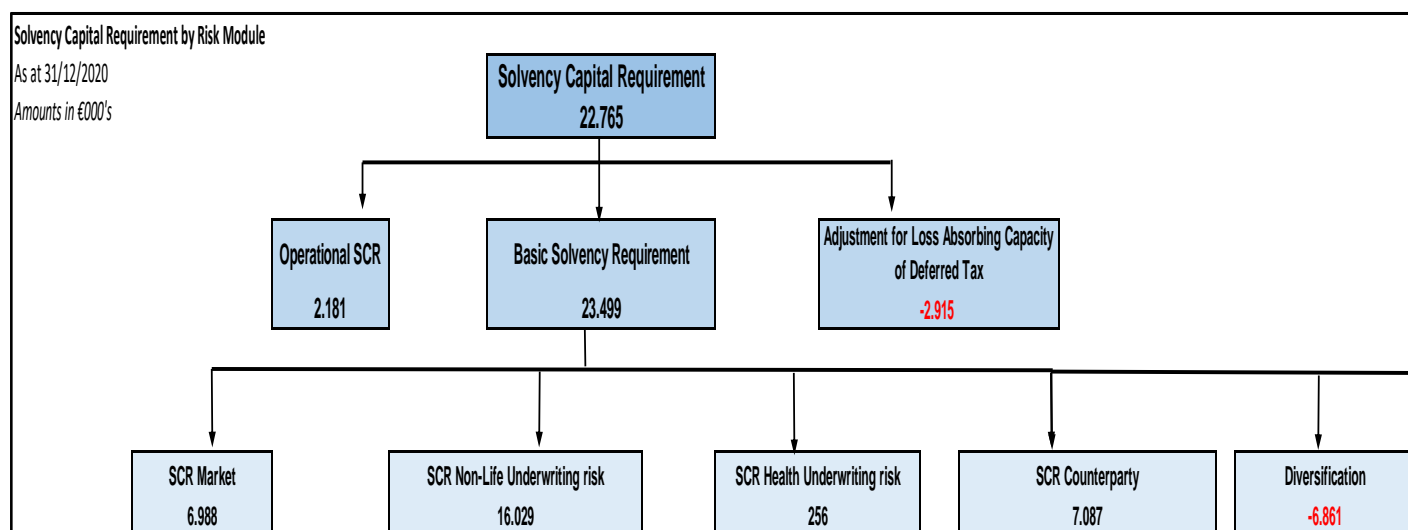 Solvency Capital Requirement by Risk Module
As at 31/12/2020
Amounts in €000's
Solvency Capital Requirement
22.765
Operational SCR
2.181
Basic Solvency Requirement
23.499
Adjustment for Loss Absorbing Capacity
of Deferred Tax
-2.915
SCR Market
6.988
SCR Non-Life Underwriting risk
16.029
SCR Health Underwriting risk
256
SCR Counterparty
7.087
Diversification
-6.861